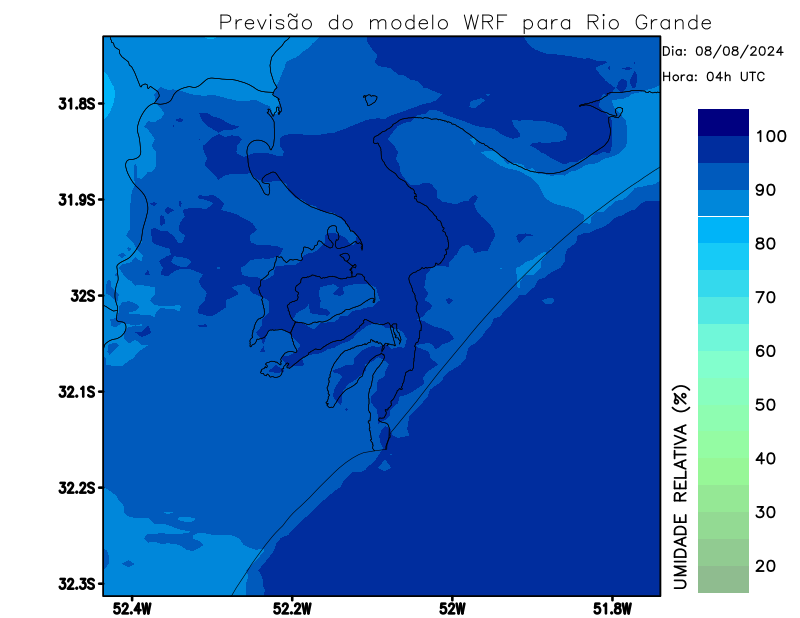 Previsão do modelo WRF para Rio Grande
Dia: 08/08/2024
Hora: 04h UTC
31.8S
31.9S
32S
32.1S
32.2S
32.3S
52.4W
52.2W
52W
51.8W
100
90
80
70
60
50
40
30
20
UMIDADE RELATIVA (%)